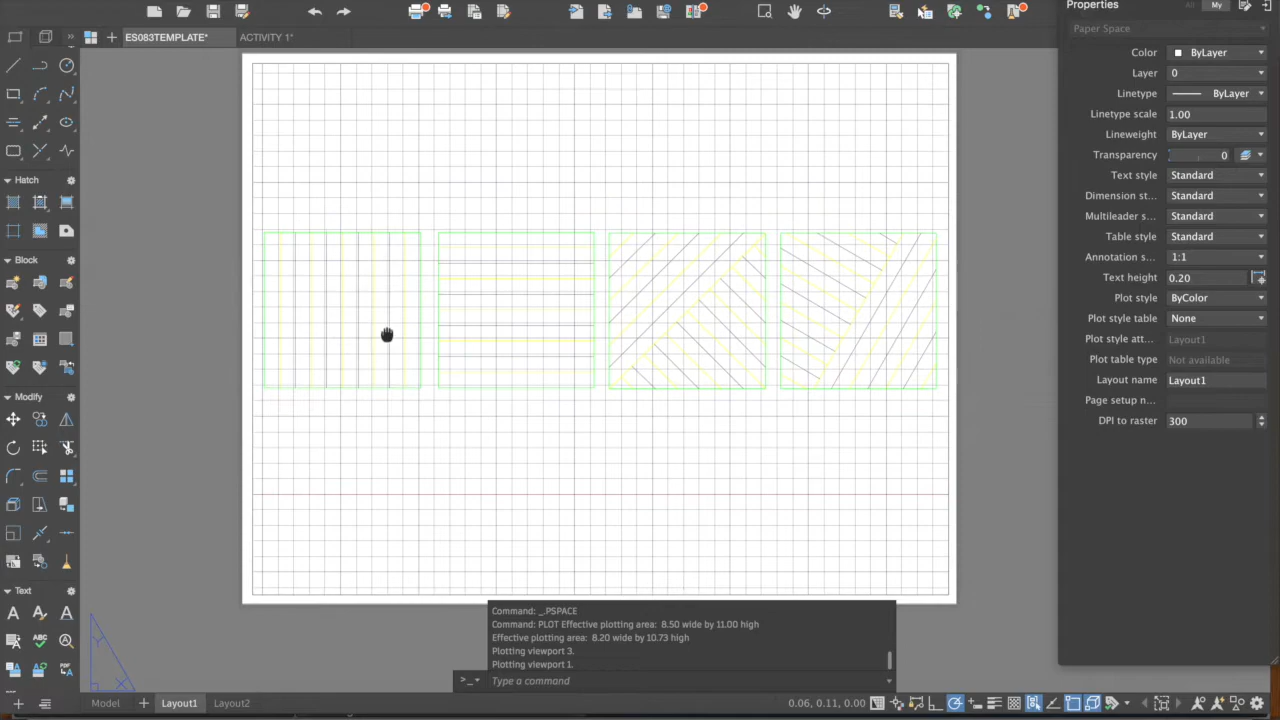 Properties
All
My
ES083TEMPLATE*
ACTIVITY 1*
Paper Space
Color
ByLayer
Layer
0
Linetype
ByLayer
Linetype scale
1.00
Lineweight
ByLayer
Transparency
0
Text style
Standard
Dimension st...
Standard
Multileader s...
Standard
Table style
Standard
Annotation s...
1:1
Text height
0.20
Plot style
ByColor
Plot style table
None
Plot style att...
Layout1
Plot table type
Not available
Layout name
Layout1
Page setup n...
DPI to raster
300
Hatch
Block
Modify
Text
A
A
A
ABC
A
PDF
Y
X
Command: _.PSPACE
Command: PLOT Effective plotting area: 8.50 wide by 11.00 high
Effective plotting area: 8.20 wide by 10.73 high
Plotting viewport 3.
Plotting viewport 1.
>_
Type a command
Model
Layout1
Layout2
0.06, 0.11, 0.00